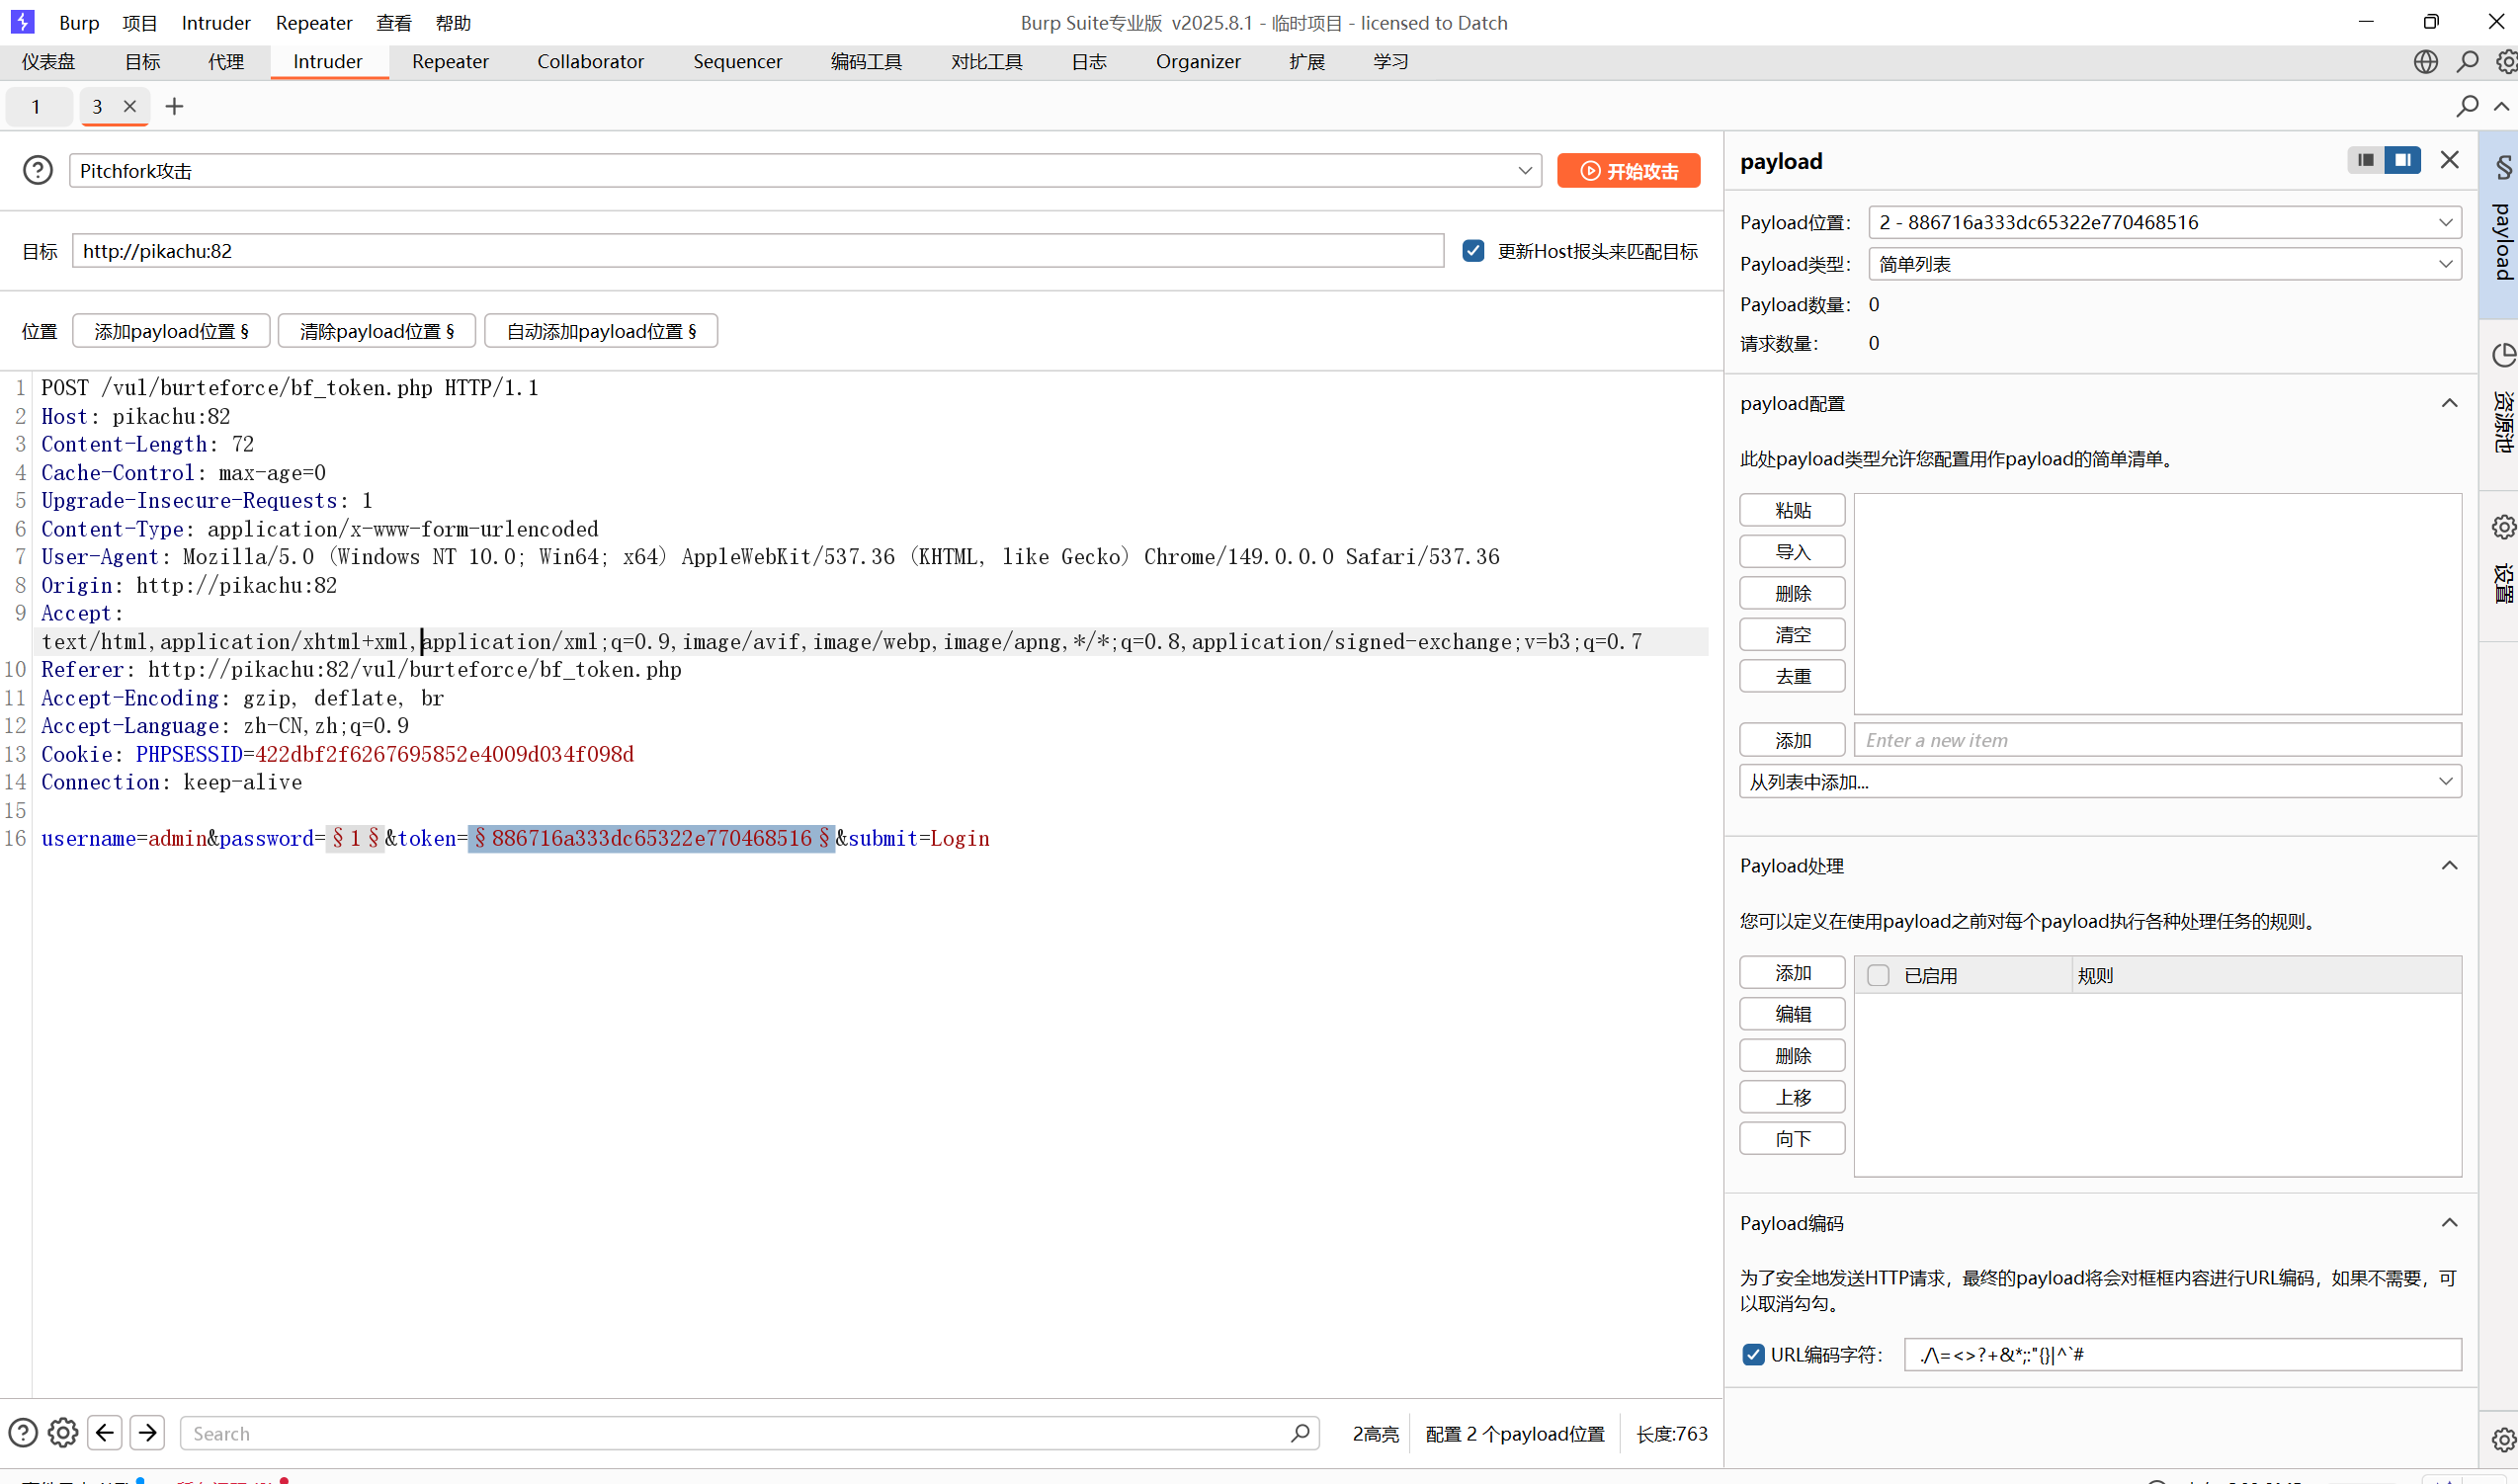 Burp 项目 Intruder Repeater 查看 帮助 Burp Suite专业版 v2025.8.1 - 临时项目 - licensed to Datch
仪表盘 目标 代理 Intruder Repeater Collaborator Sequencer 编码工具 对比工具 日志 Organizer 扩展 学习
1 3
Pitchfork攻击 开始攻击
目标 http://pikachu:82 更新Host报头来匹配目标
位置 添加payload位置 § 清除payload位置 § 自动添加payload位置 §
1 POST /vul/burteforce/bf_token.php HTTP/1.1
2 Host: pikachu:82
3 Content-Length: 72
4 Cache-Control: max-age=0
5 Upgrade-Insecure-Requests: 1
6 Content-Type: application/x-www-form-urlencoded
7 User-Agent: Mozilla/5.0 (Windows NT 10.0; Win64; x64) AppleWebKit/537.36 (KHTML, like Gecko) Chrome/149.0.0.0 Safari/537.36
8 Origin: http://pikachu:82
9 Accept:
text/html,application/xhtml+xml,application/xml;q=0.9,image/avif,image/webp,image/apng,*/*;q=0.8,application/signed-exchange;v=b3;q=0.7
10 Referer: http://pikachu:82/vul/burteforce/bf_token.php
11 Accept-Encoding: gzip, deflate, br
12 Accept-Language: zh-CN,zh;q=0.9
13 Cookie: PHPSESSID=422dbf2f6267695852e4009d034f098d
14 Connection: keep-alive
15
16 username=admin&password=§1§&token=§886716a333dc65322e770468516§&submit=Login
Search 2高亮 配置 2 个payload位置 长度:763
payload
Payload位置: 2 - 886716a333dc65322e770468516
Payload类型: 简单列表
Payload数量: 0
请求数量: 0
payload配置
此处payload类型允许您配置用作payload的简单清单。
粘贴
导入
删除
清空
去重
添加 Enter a new item
从列表中添加...
Payload处理
您可以定义在使用payload之前对每个payload执行各种处理任务的规则。
添加 已启用 规则
编辑
删除
上移
向下
Payload编码
为了安全地发送HTTP请求，最终的payload将会对框框内容进行URL编码，如果不需要，可
以取消勾勾。
URL编码字符: ./\=<>?+&*;:"{}|^`#
§ payload
资源池
设置